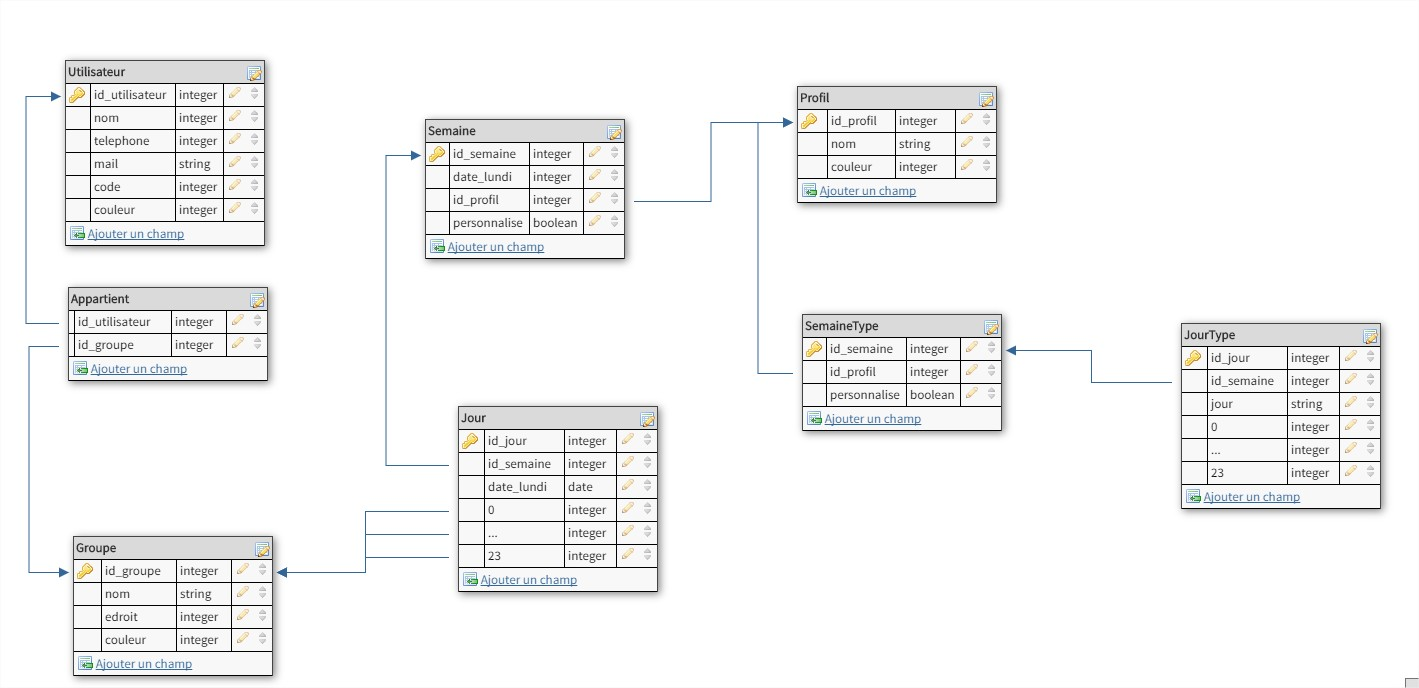 Utilisateur
id_utilisateur integer
nom integer
telephone integer
mail string
code integer
couleur integer
Ajouter un champ
Appartient
id_utilisateur integer
id_groupe integer
Ajouter un champ
Groupe
id_groupe integer
nom string
edroit integer
couleur integer
Ajouter un champ
Semaine
id_semaine integer
date_lundi integer
id_profil integer
personnalise boolean
Ajouter un champ
Jour
id_jour integer
id_semaine integer
date_lundi date
0 integer
... integer
23 integer
Ajouter un champ
Profil
id_profil integer
nom string
couleur integer
Ajouter un champ
SemaineType
id_semaine integer
id_profil integer
personnalise boolean
Ajouter un champ
JourType
id_jour integer
id_semaine integer
jour string
0 integer
... integer
23 integer
Ajouter un champ